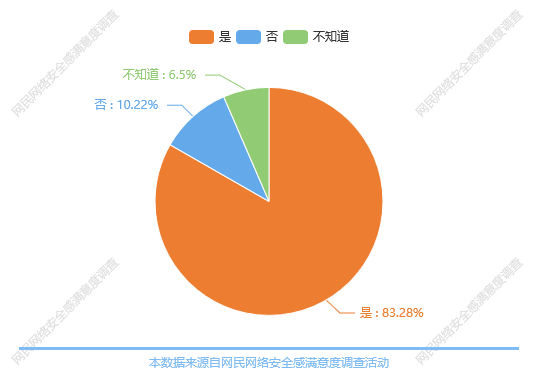 是 否 不知道
不知道 : 6.5%
否 : 10.22%
是 : 83.28%
本数据来源自网民网络安全感满意度调查活动
网民网络安全感满意度调查
网民网络安全感满意度调查
网民网络安全感满意度调查
网民网络安全感满意度调查